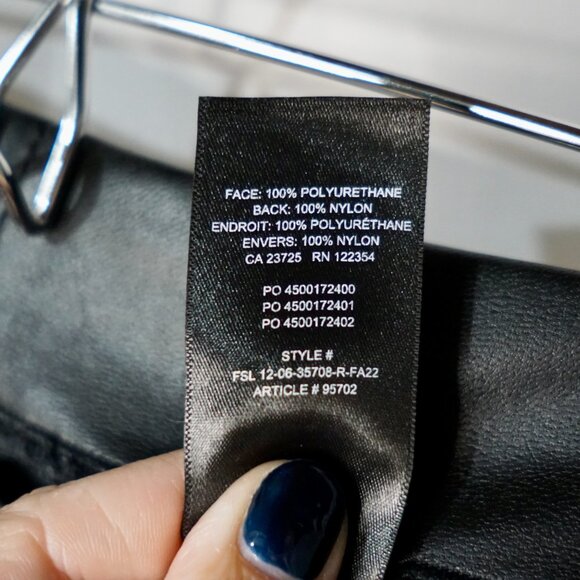 FACE: 100% POLYURETHANE
BACK: 100% NYLON
ENDROIT: 100% POLYURÉTHANE
ENVERS: 100% NYLON
CA 23725 RN 122354
PO 4500172400
PO 4500172401
PO 4500172402
STYLE #
FSL 12-06-35708-R-FA22
ARTICLE # 95702